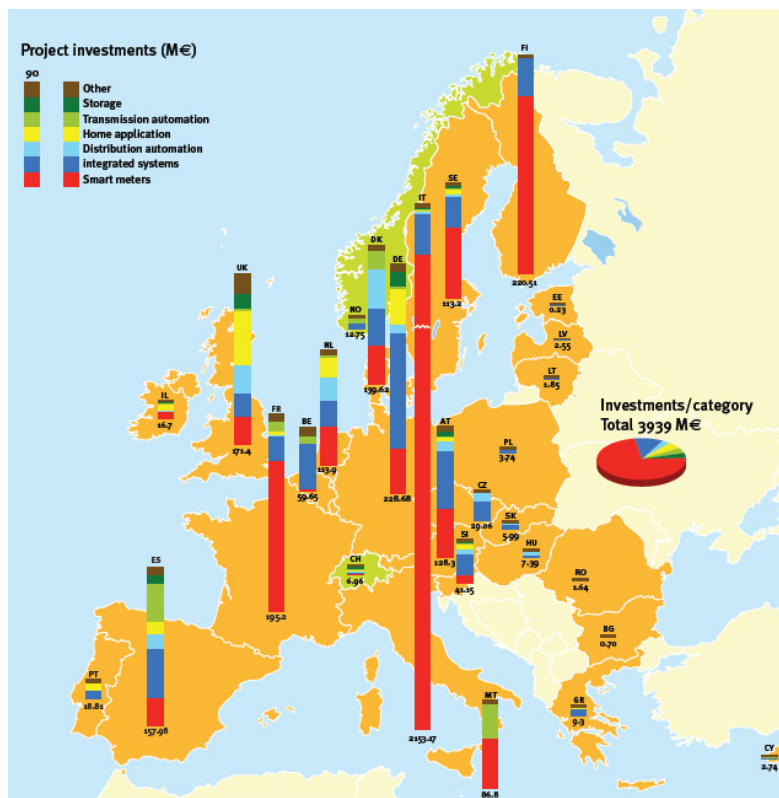 Project investments (M€)
90
Other
Storage
Transmission automation
Home application
Distribution automation
integrated systems
Smart meters
FI
220.51
SE
113.2
IT
2153.17
DK
139.62
DE
228.68
UK
171.4
NO
12.75
EE
0.23
LV
2.55
LT
1.85
NL
113.9
IL
16.7
FR
195.2
BE
59.65
AT
128.3
PL
3.74
Investments/category
Total 3939 M€
CZ
29.06
SK
5.99
HU
7.39
SI
41.15
CH
6.96
RO
1.64
BG
0.70
ES
157.98
PT
18.81
MT
86.8
GR
9.3
CY
2.74